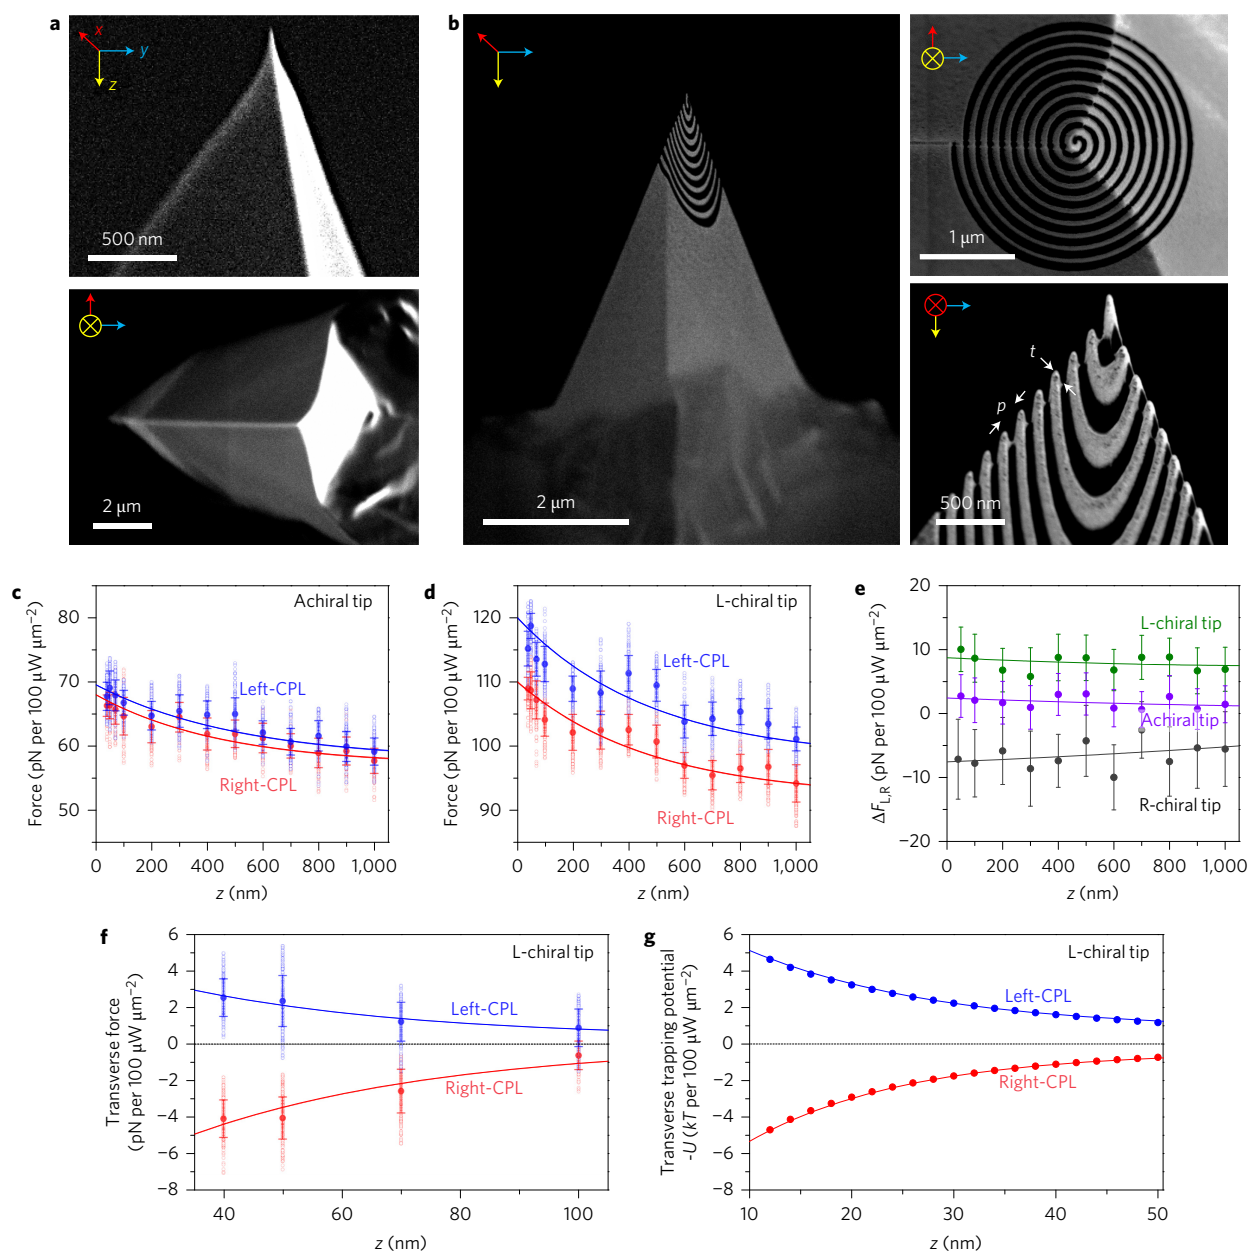 a
x
y
z
500 nm
2 μm
b
2 μm
1 μm
t
p
500 nm
c
Achiral tip
Left-CPL
Right-CPL
Force (pN per 100 μW μm−2)
80
70
60
50
0 200 400 600 800 1,000
z (nm)
d
L-chiral tip
Left-CPL
Right-CPL
Force (pN per 100 μW μm−2)
120
110
100
90
0 200 400 600 800 1,000
z (nm)
e
L-chiral tip
Achiral tip
R-chiral tip
ΔFL,R (pN per 100 μW μm−2)
20
10
0
−10
−20
0 200 400 600 800 1,000
z (nm)
f
L-chiral tip
Left-CPL
Right-CPL
Transverse force
(pN per 100 μW μm−2)
6
4
2
0
−2
−4
−6
−8
40 60 80 100
z (nm)
g
L-chiral tip
Left-CPL
Right-CPL
Transverse trapping potential
-U (kT per 100 μW μm−2)
6
4
2
0
−2
−4
−6
−8
10 20 30 40 50
z (nm)